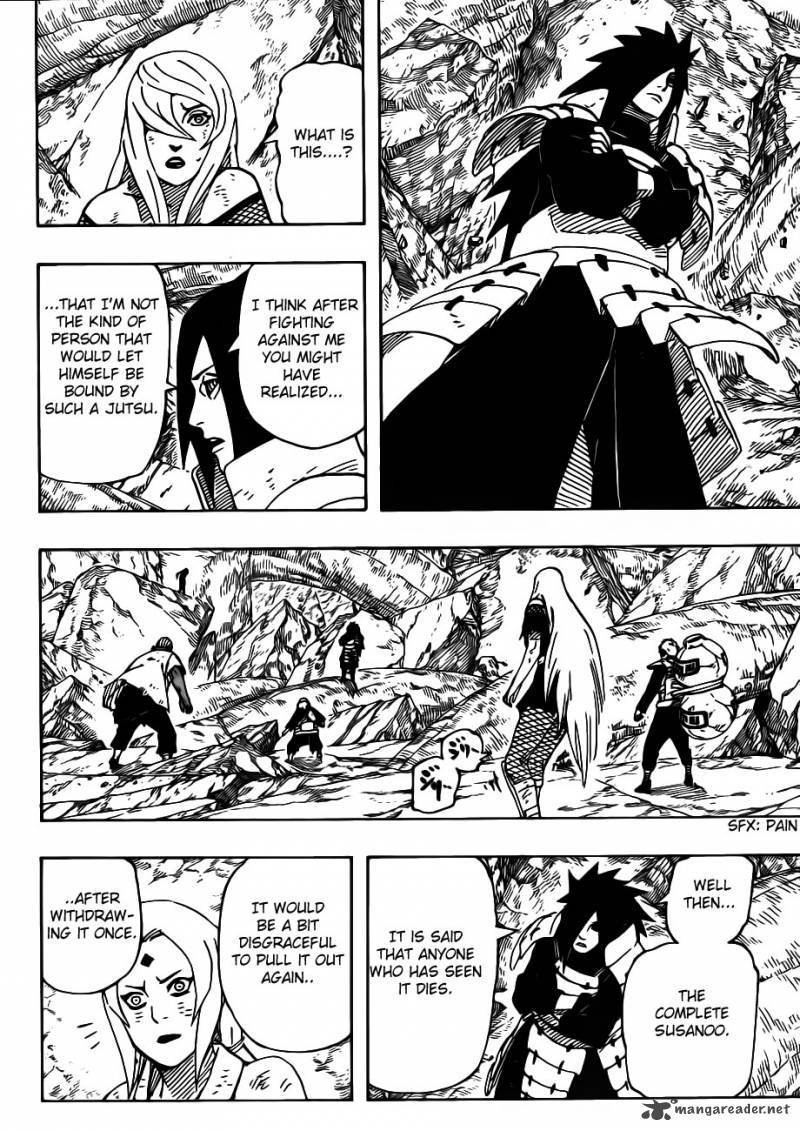 WHAT IS
THIS....?
I THINK AFTER
FIGHTING
AGAINST ME
YOU MIGHT
HAVE
REALIZED...
...THAT I'M NOT
THE KIND OF
PERSON THAT
WOULD LET
HIMSELF BE
BOUND BY
SUCH A JUTSU.
SFX: PAIN
WELL
THEN...
THE
COMPLETE
SUSANOO.
IT IS SAID
THAT ANYONE
WHO HAS SEEN
IT DIES.
IT WOULD
BE A BIT
DISGRACEFUL
TO PULL IT OUT
AGAIN..
..AFTER
WITHDRAW-
ING IT ONCE.
mangareader.net